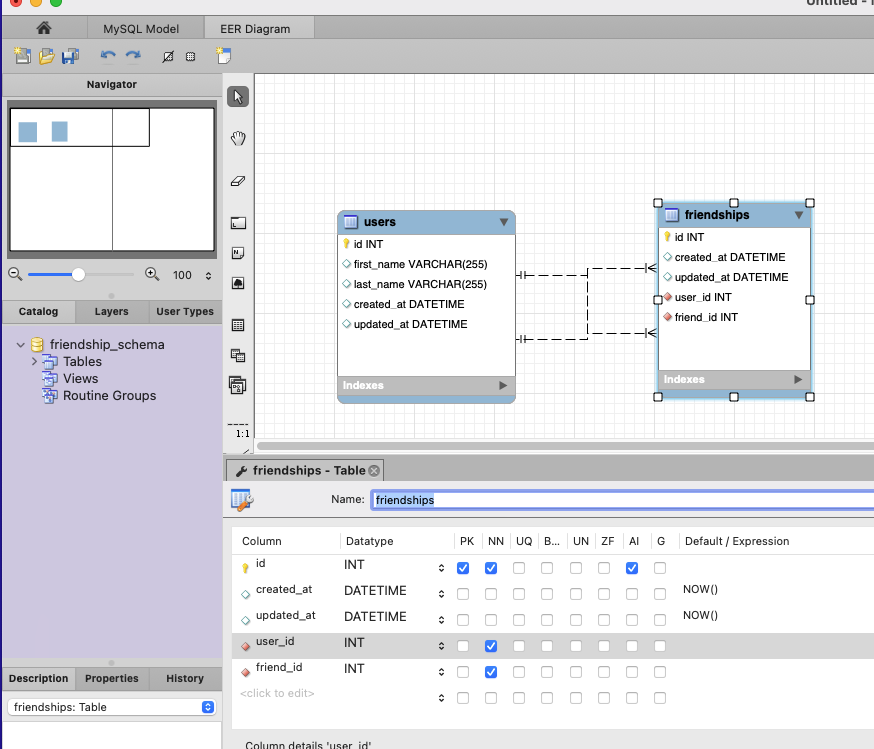 Untitled -
MySQL Model
EER Diagram
Navigator
100
Catalog
Layers
User Types
friendship_schema
Tables
Views
Routine Groups
Description
Properties
History
friendships: Table
1:1
users
id INT
first_name VARCHAR(255)
last_name VARCHAR(255)
created_at DATETIME
updated_at DATETIME
Indexes
friendships
id INT
created_at DATETIME
updated_at DATETIME
user_id INT
friend_id INT
Indexes
friendships - Table
Name: friendships
Column Datatype PK NN UQ B... UN ZF AI G Default / Expression
id INT
created_at DATETIME NOW()
updated_at DATETIME NOW()
user_id INT
friend_id INT
<click to edit>
Column details 'user_id'